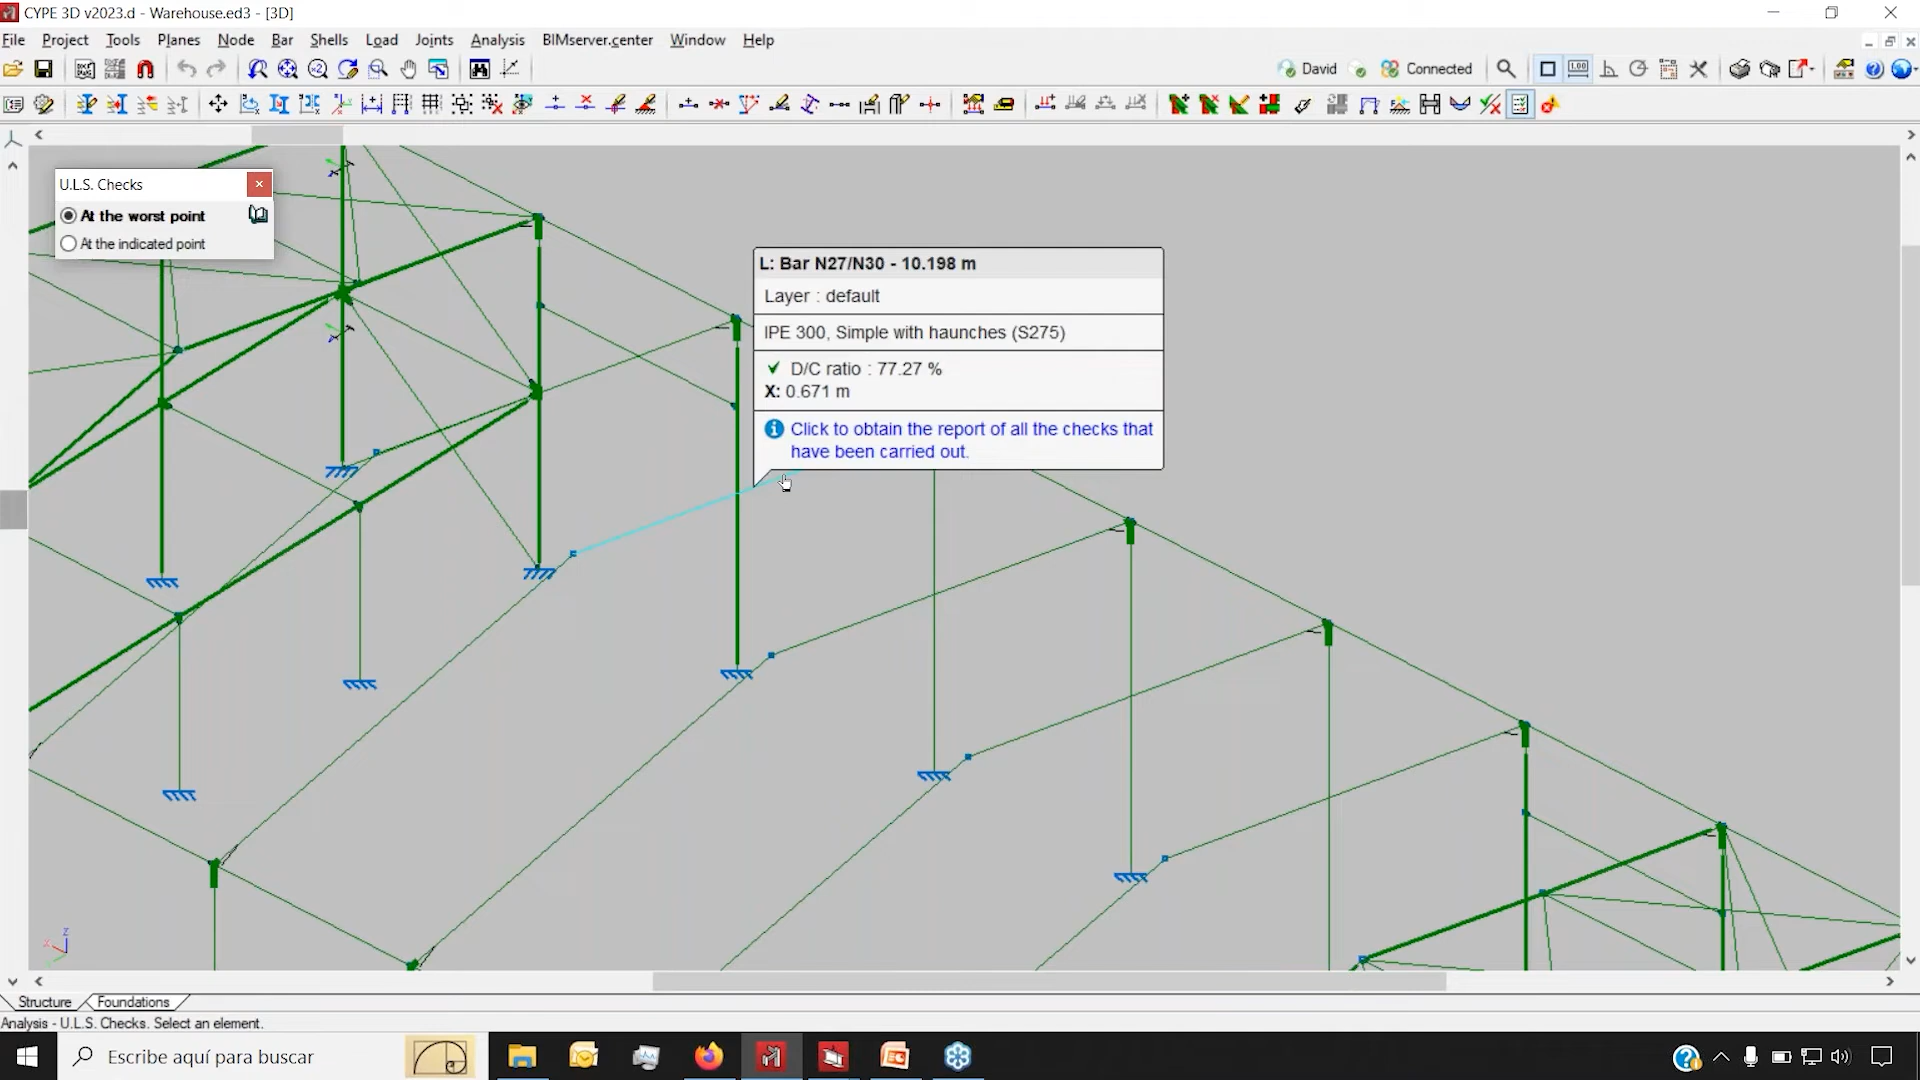 CYPE 3D v2023.d - Warehouse.ed3 - [3D]
File Project Tools Planes Node Bar Shells Load Joints Analysis BIMserver.center Window Help
David Connected
U.L.S. Checks
At the worst point
At the indicated point
L: Bar N27/N30 - 10.198 m
Layer : default
IPE 300, Simple with haunches (S275)
D/C ratio : 77.27 %
X: 0.671 m
Click to obtain the report of all the checks that
have been carried out.
Structure Foundations
Analysis - U.L.S. Checks. Select an element.
Escribe aquí para buscar